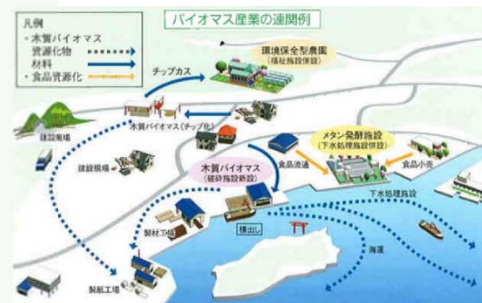 バイオマス産業の連関例
凡例
・木質バイオマス
資源化物
材料
・食品資源化
環境保全型農園
(福祉施設併設)
チップカス
建設現場
木質バイオマス(チップ化)
建設現場
メタン発酵施設
(下水処理施設併設)
木質バイオマス
(破砕施設新設)
食品流通
食品小売
下水処理施設
製材工場
積出し
海運
製紙工場